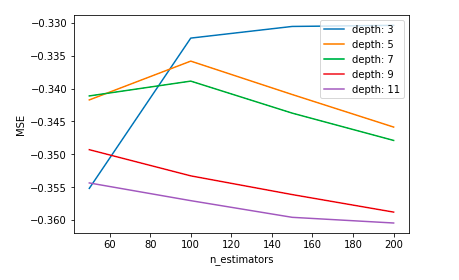 −0.330
−0.335
−0.340
−0.345
−0.350
−0.355
−0.360
MSE
depth: 3
depth: 5
depth: 7
depth: 9
depth: 11
60 80 100 120 140 160 180 200
n_estimators